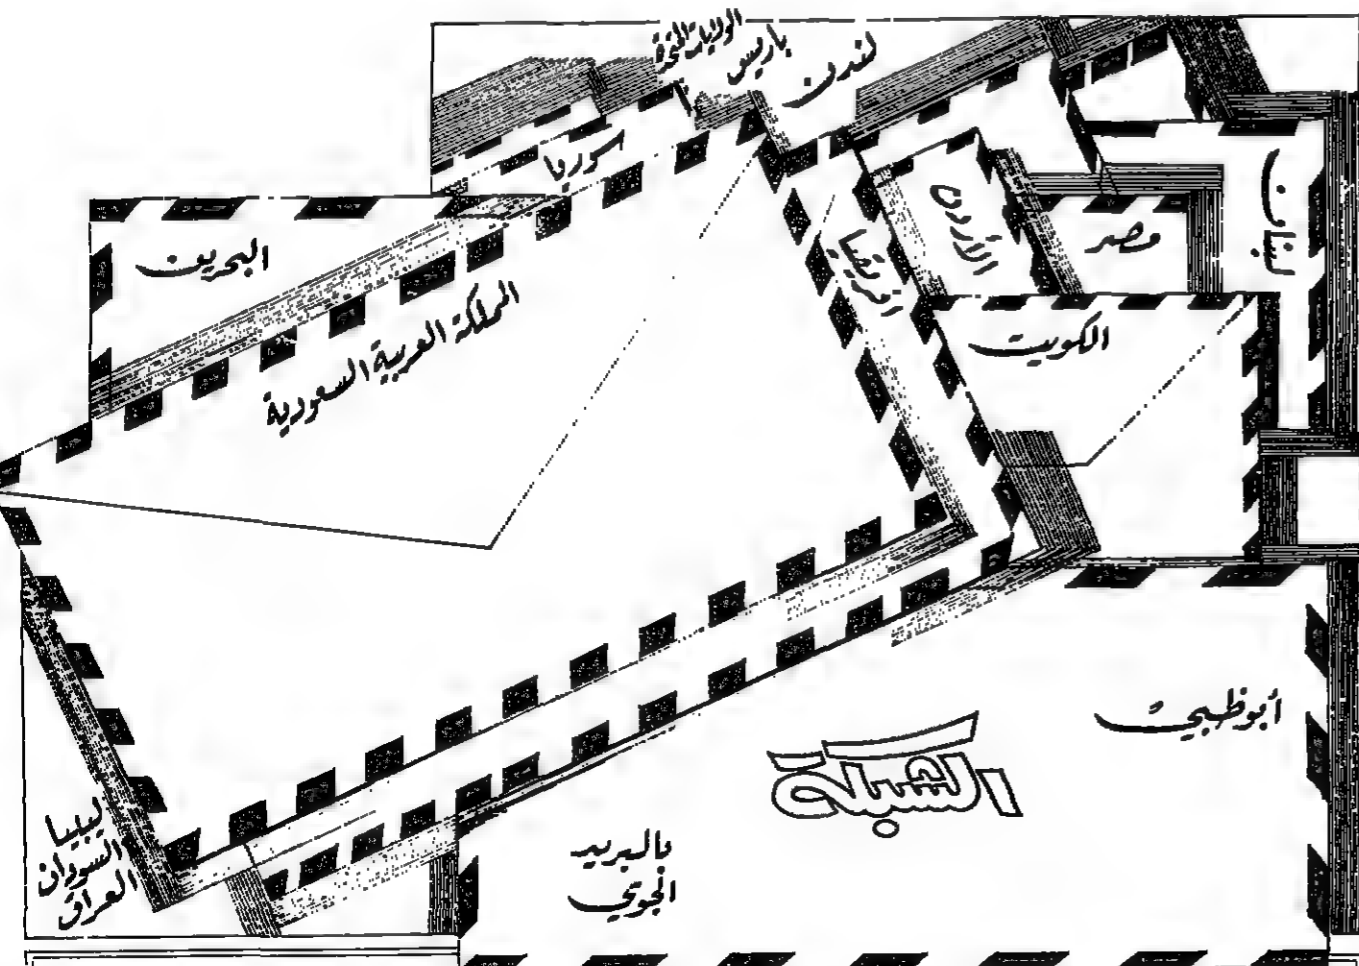 الولايات المتحدة
باريس
لندن
سوريا
البحرين
المملكة العربية السعودية
افريقيا
الأردن
مصر
لبنان
الكويت
أبوظبي
الشبكة
بالبريد
الجوي
ليبيا
السودان
العراق